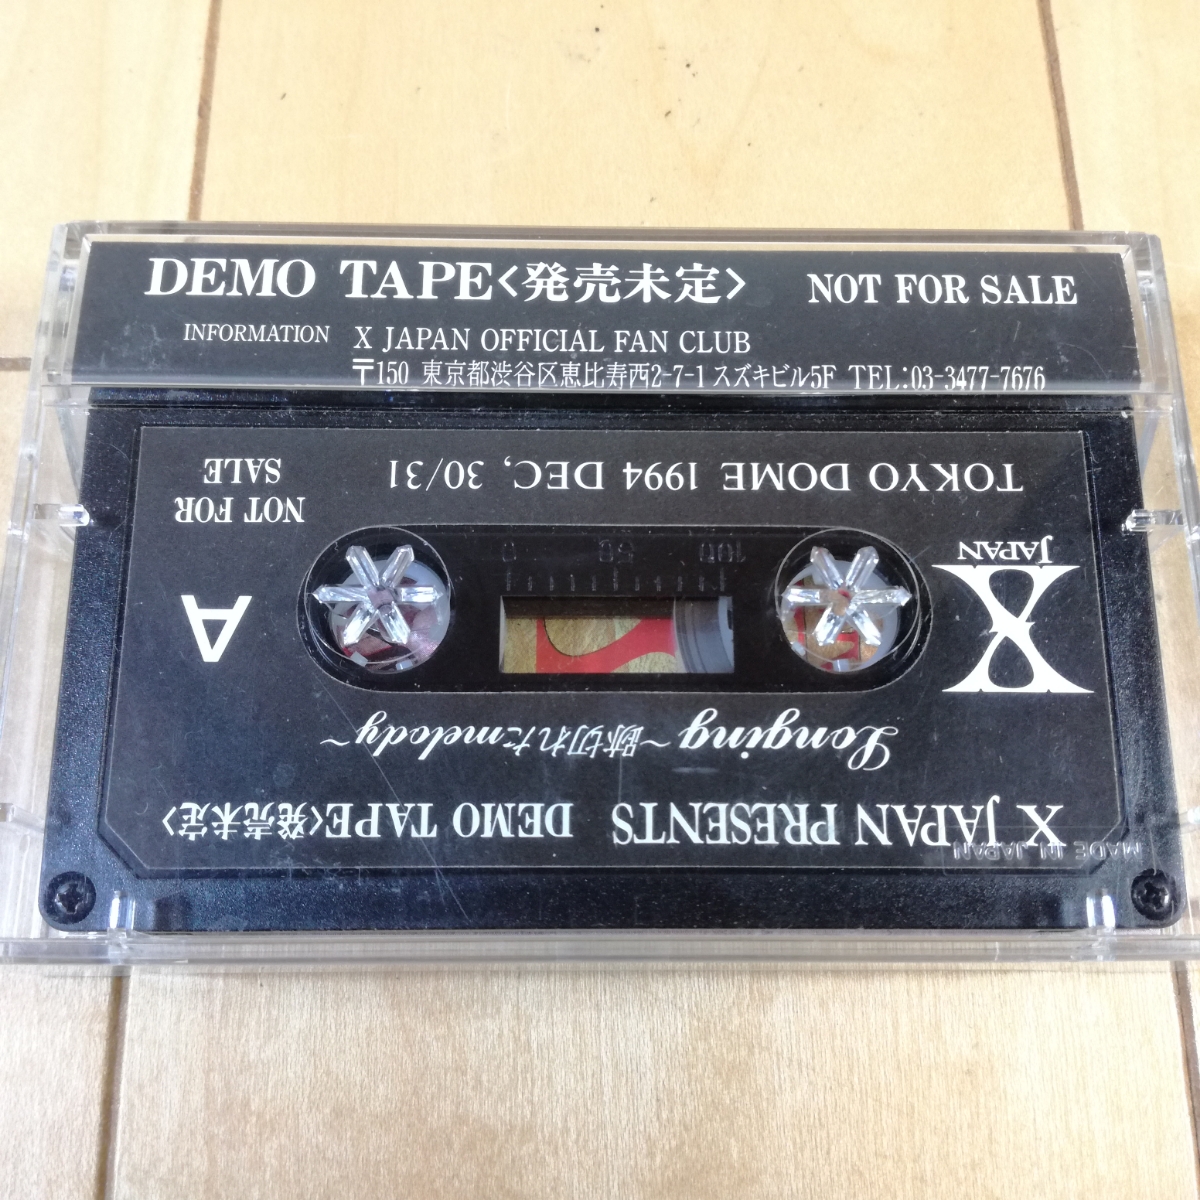 DEMO TAPE<発売未定> NOT FOR SALE
INFORMATION X JAPAN OFFICIAL FAN CLUB
〒150 東京都渋谷区恵比寿西2-7-1 スズキビル5F TEL:03-3477-7676
X JAPAN PRESENTS DEMO TAPE<発売未定>
Longing ~跡切れたmelody~
X
JAPAN
A
100 50 0
NOT FOR
SALE
TOKYO DOME 1994 DEC, 30/31
MADE IN JAPAN